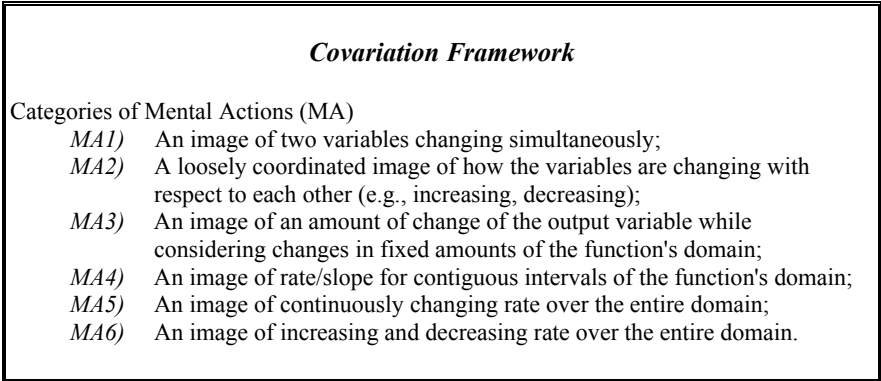 Covariation Framework
Categories of Mental Actions (MA)
MA1) An image of two variables changing simultaneously;
MA2) A loosely coordinated image of how the variables are changing with
respect to each other (e.g., increasing, decreasing);
MA3) An image of an amount of change of the output variable while
considering changes in fixed amounts of the function's domain;
MA4) An image of rate/slope for contiguous intervals of the function's domain;
MA5) An image of continuously changing rate over the entire domain;
MA6) An image of increasing and decreasing rate over the entire domain.